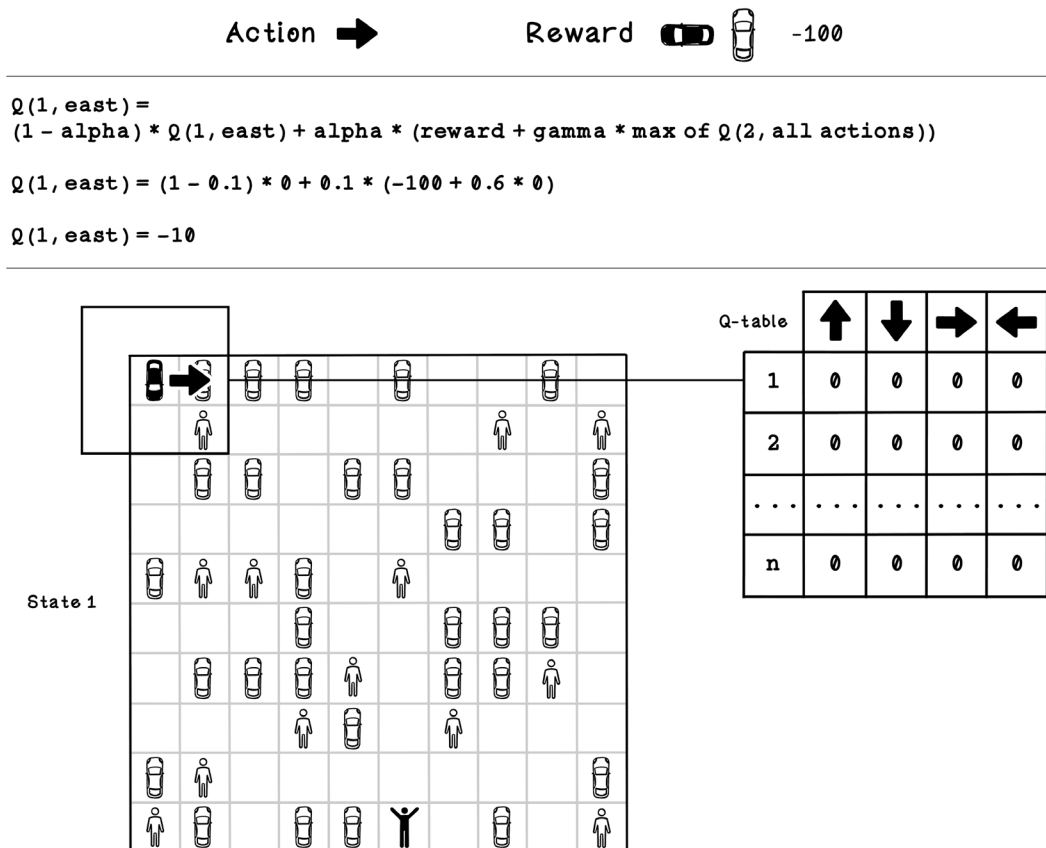 Action Reward -100
Q(1, east) =
(1 - alpha) * Q(1, east) + alpha * (reward + gamma * max of Q(2, all actions))
Q(1, east) = (1 - 0.1) * 0 + 0.1 * (-100 + 0.6 * 0)
Q(1, east) = -10
Q-table
1 0 0 0 0
2 0 0 0 0
... ... ... ... ...
n 0 0 0 0
State 1